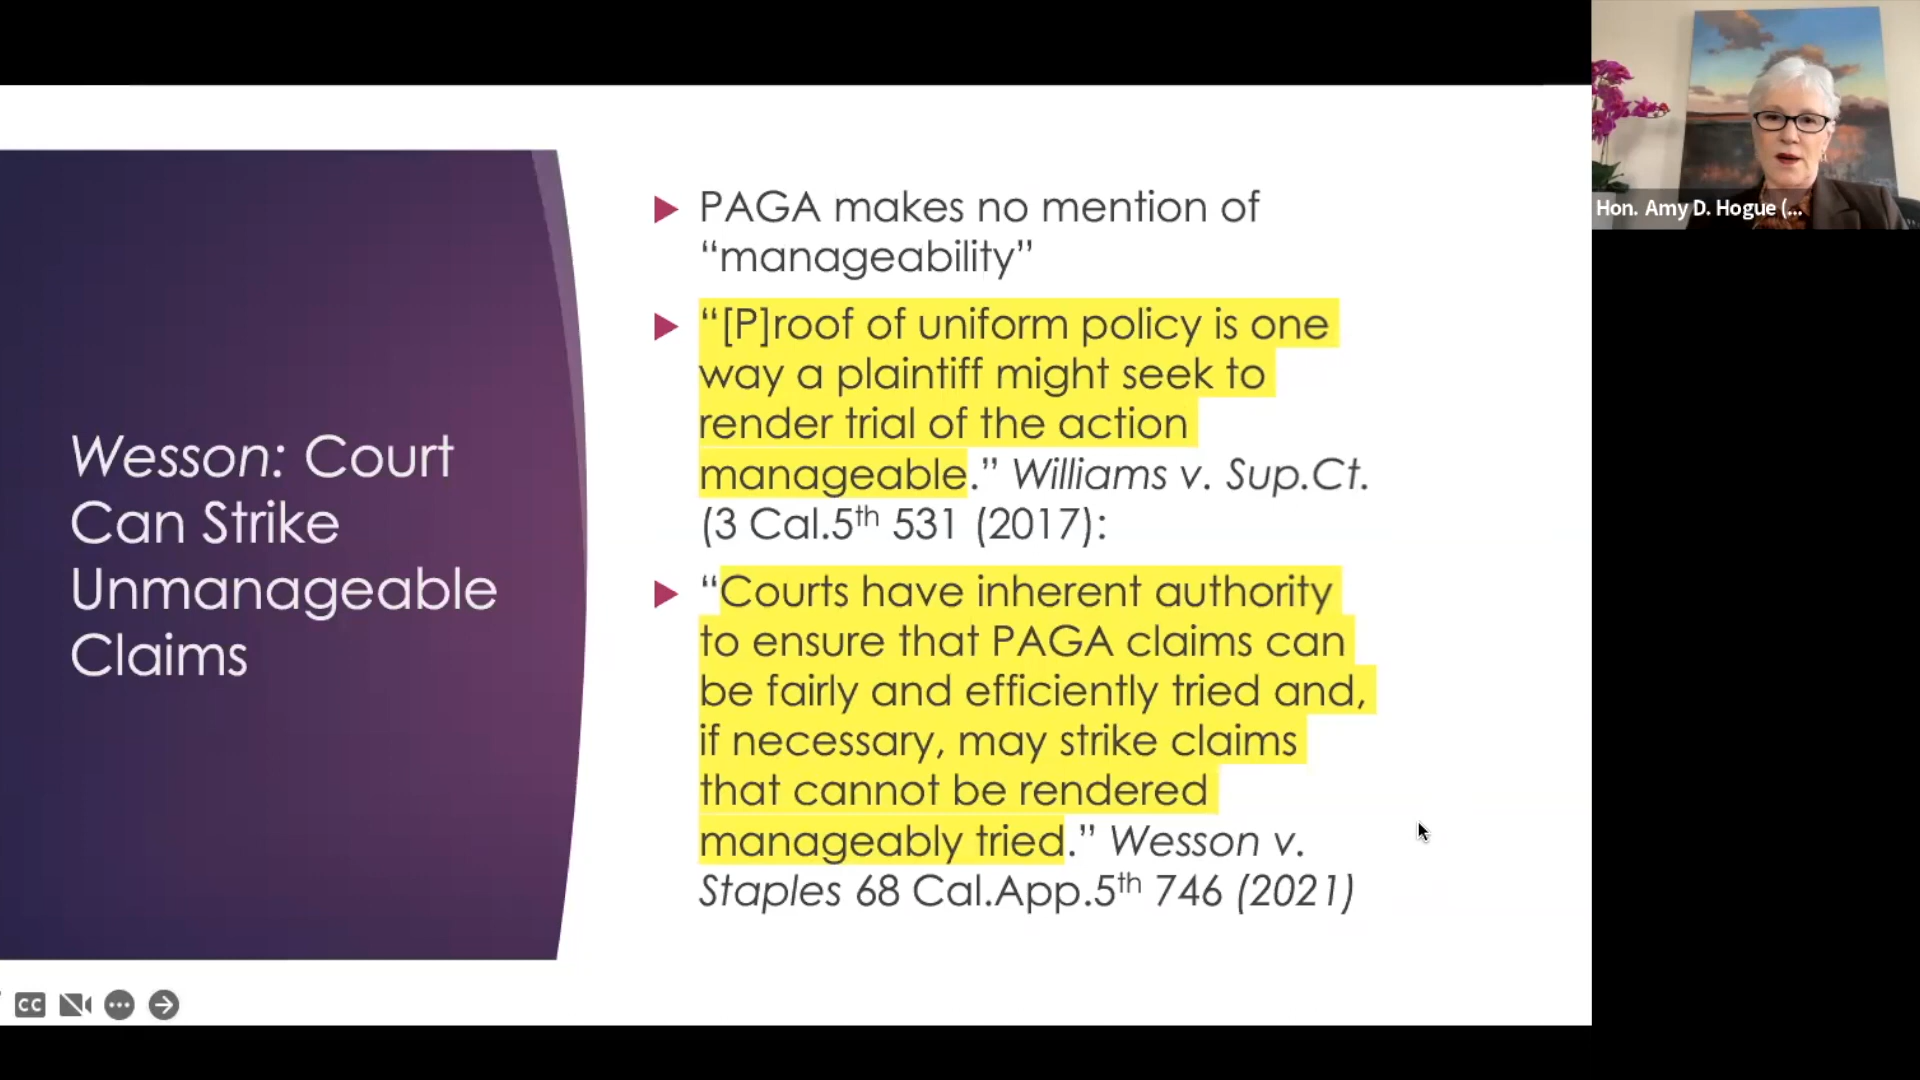 Wesson: Court
Can Strike
Unmanageable
Claims
PAGA makes no mention of
“manageability”
“[P]roof of uniform policy is one
way a plaintiff might seek to
render trial of the action
manageable.” Williams v. Sup.Ct.
(3 Cal.5th 531 (2017):
“Courts have inherent authority
to ensure that PAGA claims can
be fairly and efficiently tried and,
if necessary, may strike claims
that cannot be rendered
manageably tried.” Wesson v.
Staples 68 Cal.App.5th 746 (2021)
Hon. Amy D. Hogue (...
CC